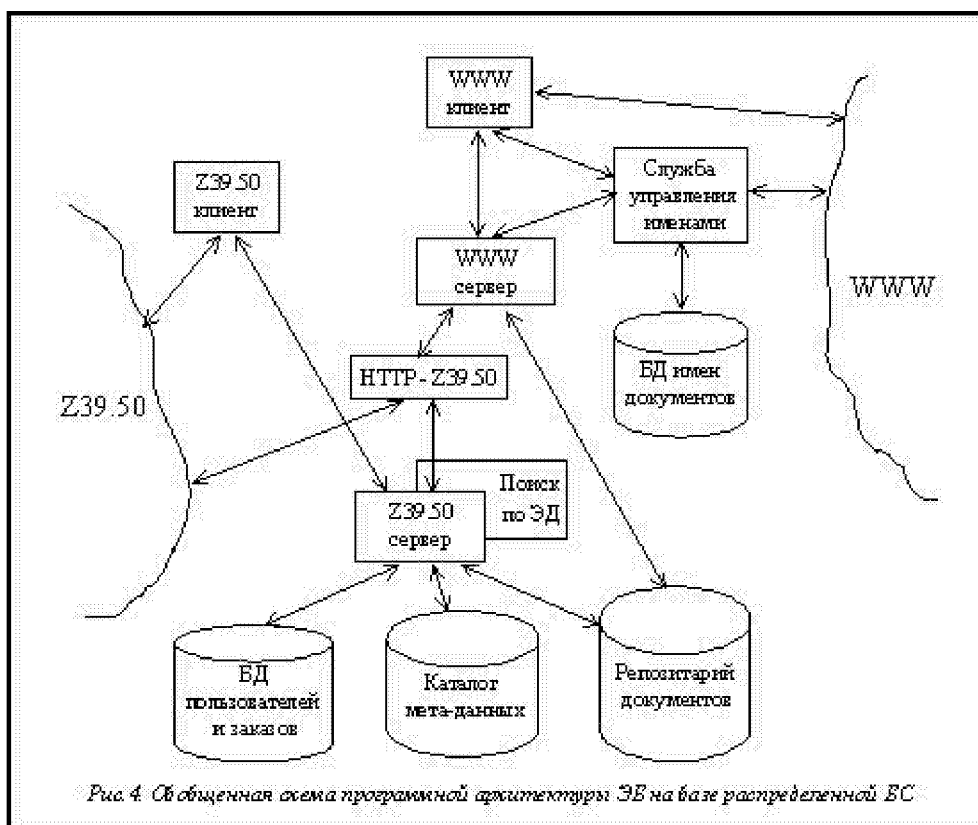 WWW
клиент
Z39.50
клиент
Служба
управления
именами
WWW
сервер
WWW
БД имен
документов
HTTP - Z39.50
Z39.50
Поиск
по ЭД
Z39.50
сервер
БД
пользователей
и заказов
Каталог
мета-данных
Репозитарий
документов
Рис. 4. Обобщенная схема программной архитектуры ЭБ на базе распределенной БС